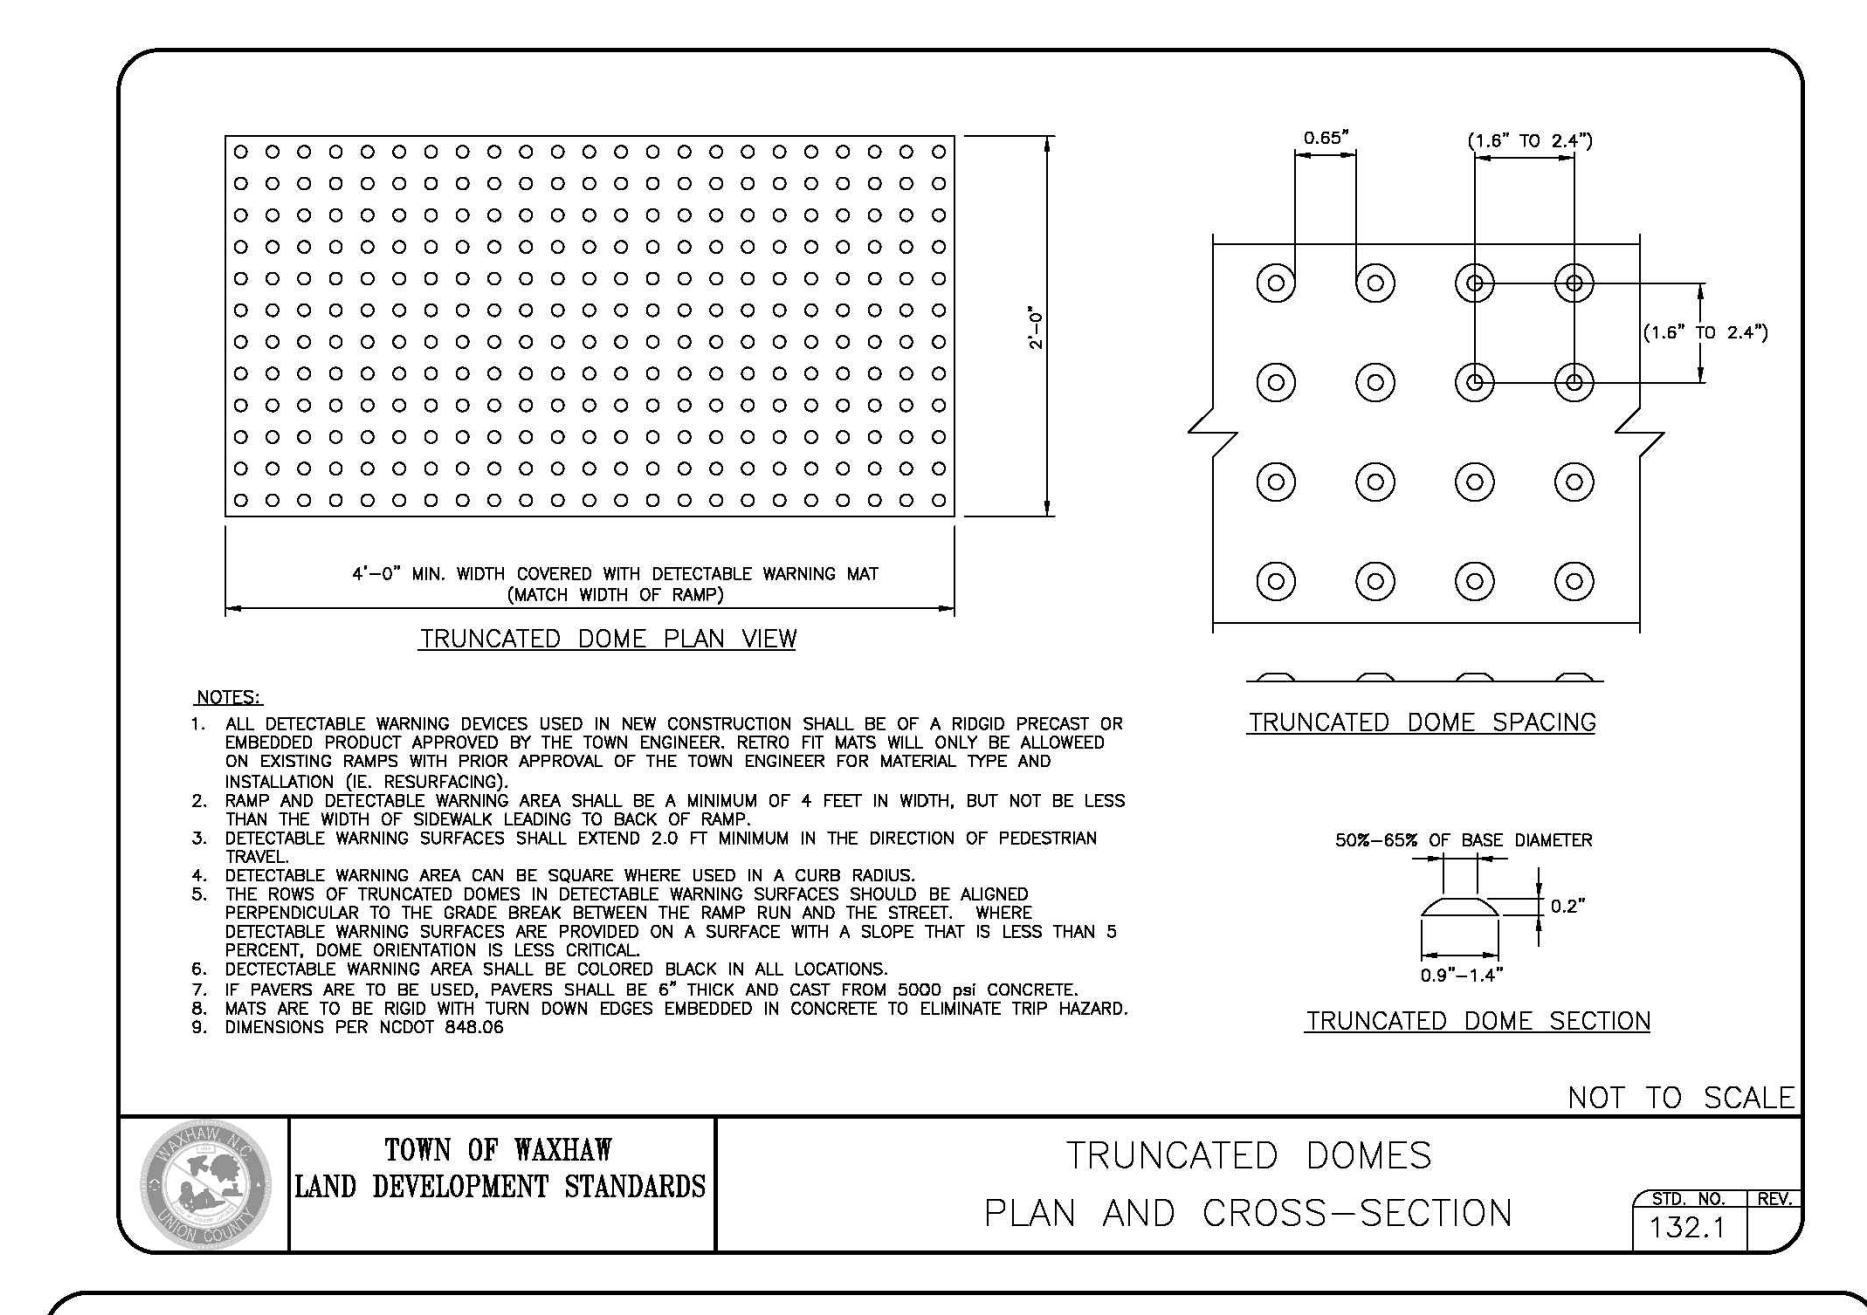 0.65"
(1.6" TO 2.4")
2'-0"
(1.6" TO 2.4")
4'-0" MIN. WIDTH COVERED WITH DETECTABLE WARNING MAT
(MATCH WIDTH OF RAMP)
TRUNCATED DOME PLAN VIEW
NOTES:
1. ALL DETECTABLE WARNING DEVICES USED IN NEW CONSTRUCTION SHALL BE OF A RIDGID PRECAST OR
EMBEDDED PRODUCT APPROVED BY THE TOWN ENGINEER. RETRO FIT MATS WILL ONLY BE ALLOWEED
ON EXISTING RAMPS WITH PRIOR APPROVAL OF THE TOWN ENGINEER FOR MATERIAL TYPE AND
INSTALLATION (IE. RESURFACING).
2. RAMP AND DETECTABLE WARNING AREA SHALL BE A MINIMUM OF 4 FEET IN WIDTH, BUT NOT BE LESS
THAN THE WIDTH OF SIDEWALK LEADING TO BACK OF RAMP.
3. DETECTABLE WARNING SURFACES SHALL EXTEND 2.0 FT MINIMUM IN THE DIRECTION OF PEDESTRIAN
TRAVEL.
4. DETECTABLE WARNING AREA CAN BE SQUARE WHERE USED IN A CURB RADIUS.
5. THE ROWS OF TRUNCATED DOMES IN DETECTABLE WARNING SURFACES SHOULD BE ALIGNED
PERPENDICULAR TO THE GRADE BREAK BETWEEN THE RAMP RUN AND THE STREET. WHERE
DETECTABLE WARNING SURFACES ARE PROVIDED ON A SURFACE WITH A SLOPE THAT IS LESS THAN 5
PERCENT, DOME ORIENTATION IS LESS CRITICAL.
6. DECTECTABLE WARNING AREA SHALL BE COLORED BLACK IN ALL LOCATIONS.
7. IF PAVERS ARE TO BE USED, PAVERS SHALL BE 6" THICK AND CAST FROM 5000 psi CONCRETE.
8. MATS ARE TO BE RIGID WITH TURN DOWN EDGES EMBEDDED IN CONCRETE TO ELIMINATE TRIP HAZARD.
9. DIMENSIONS PER NCDOT 848.06
TRUNCATED DOME SPACING
50%-65% OF BASE DIAMETER
0.2"
0.9"-1.4"
TRUNCATED DOME SECTION
NOT TO SCALE
WAXHAW N.C.
UNION COUNTY
TOWN OF WAXHAW
LAND DEVELOPMENT STANDARDS
TRUNCATED DOMES
PLAN AND CROSS-SECTION
STD. NO. REV.
132.1